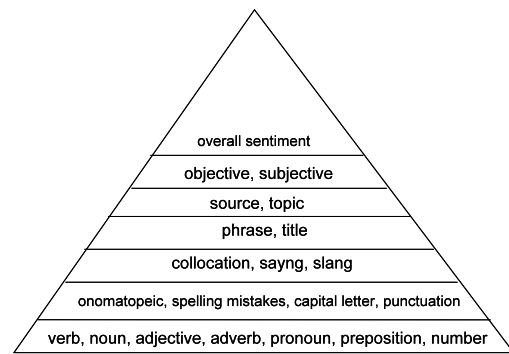 overall sentiment
objective, subjective
source, topic
phrase, title
collocation, sayng, slang
onomatopeic, spelling mistakes, capital letter, punctuation
verb, noun, adjective, adverb, pronoun, preposition, number